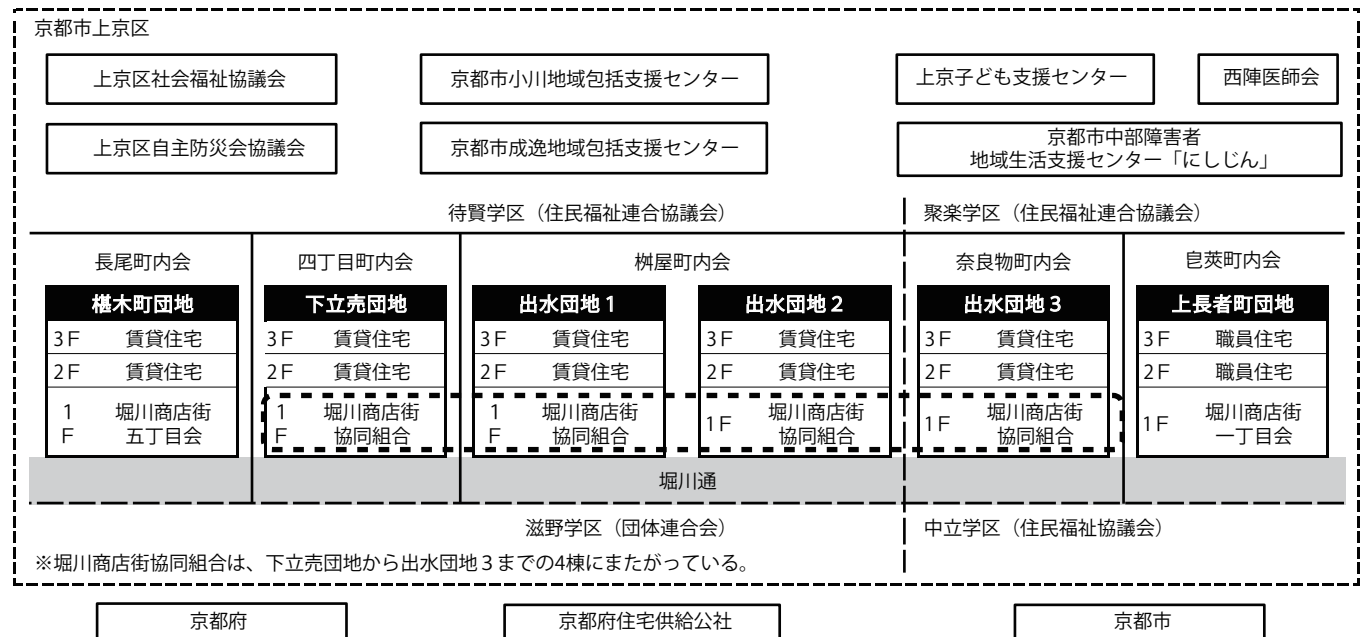 京都市上京区
上京区社会福祉協議会
京都市小川地域包括支援センター
上京子ども支援センター
西陣医師会
上京区自主防災会協議会
京都市成逸地域包括支援センター
京都市中部障害者
地域生活支援センター「にしじん」
待賢学区（住民福祉連合協議会）
聚楽学区（住民福祉連合協議会）
長尾町内会
四丁目町内会
桝屋町内会
奈良物町内会
皀莢町内会
椹木町団地
3F 賃貸住宅
2F 賃貸住宅
1F 堀川商店街
五丁目会
下立売団地
3F 賃貸住宅
2F 賃貸住宅
1F 堀川商店街
協同組合
出水団地1
3F 賃貸住宅
2F 賃貸住宅
1F 堀川商店街
協同組合
出水団地2
3F 賃貸住宅
2F 賃貸住宅
1F 堀川商店街
協同組合
出水団地3
3F 賃貸住宅
2F 賃貸住宅
1F 堀川商店街
協同組合
上長者町団地
3F 職員住宅
2F 職員住宅
1F 堀川商店街
一丁目会
堀川通
滋野学区（団体連合会）
中立学区（住民福祉協議会）
※堀川商店街協同組合は、下立売団地から出水団地3までの4棟にまたがっている。
京都府
京都府住宅供給公社
京都市